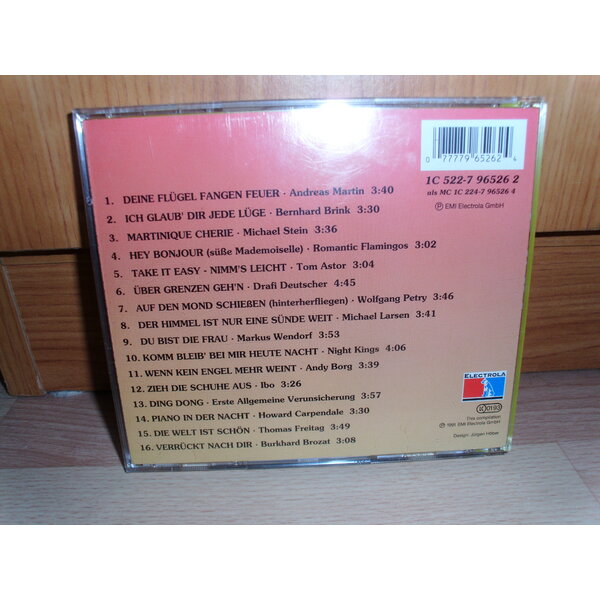 0 77779 65262 4
1C 522-7 96526 2
als MC 1C 224-7 96526 4
Ⓟ EMI Electrola GmbH
1. DEINE FLÜGEL FANGEN FEUER · Andreas Martin 3:40
2. ICH GLAUB' DIR JEDE LÜGE · Bernhard Brink 3:30
3. MARTINIQUE CHERIE · Michael Stein 3:36
4. HEY BONJOUR (süße Mademoiselle) · Romantic Flamingos 3:02
5. TAKE IT EASY - NIMM'S LEICHT · Tom Astor 3:04
6. ÜBER GRENZEN GEH'N · Drafi Deutscher 4:45
7. AUF DEN MOND SCHIEßEN (hinterherfliegen) · Wolfgang Petry 3:46
8. DER HIMMEL IST NUR EINE SÜNDE WEIT · Michael Larsen 3:41
9. DU BIST DIE FRAU · Markus Wendorf 3:53
10. KOMM BLEIB' BEI MIR HEUTE NACHT · Night Kings 4:06
11. WENN KEIN ENGEL MEHR WEINT · Andy Borg 3:39
12. ZIEH DIE SCHUHE AUS · Ibo 3:26
13. DING DONG · Erste Allgemeine Verunsicherung 3:57
14. PIANO IN DER NACHT · Howard Carpendale 3:30
15. DIE WELT IST SCHÖN · Thomas Freitag 3:49
16. VERRÜCKT NACH DIR · Burkhard Brozat 3:08
ELECTROLA
This compilation
Ⓟ 1991 EMI Electrola GmbH
Design: Jürgen Hüber